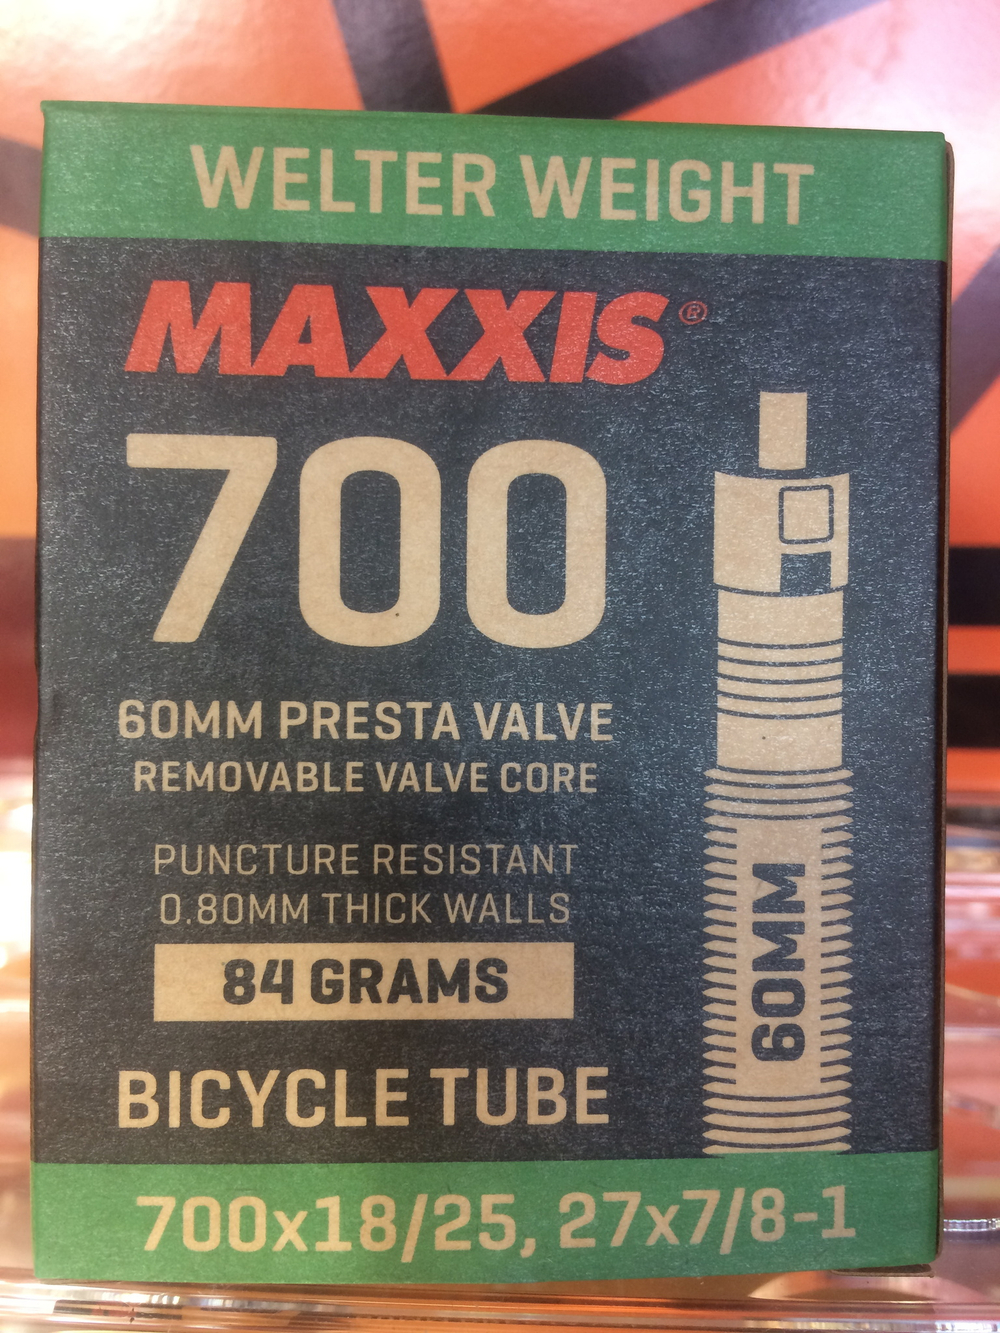 WELTER WEIGHT
MAXXIS®
700
60MM PRESTA VALVE
REMOVABLE VALVE CORE
PUNCTURE RESISTANT
0.80MM THICK WALLS
84 GRAMS
60MM
BICYCLE TUBE
700x18/25, 27x7/8-1